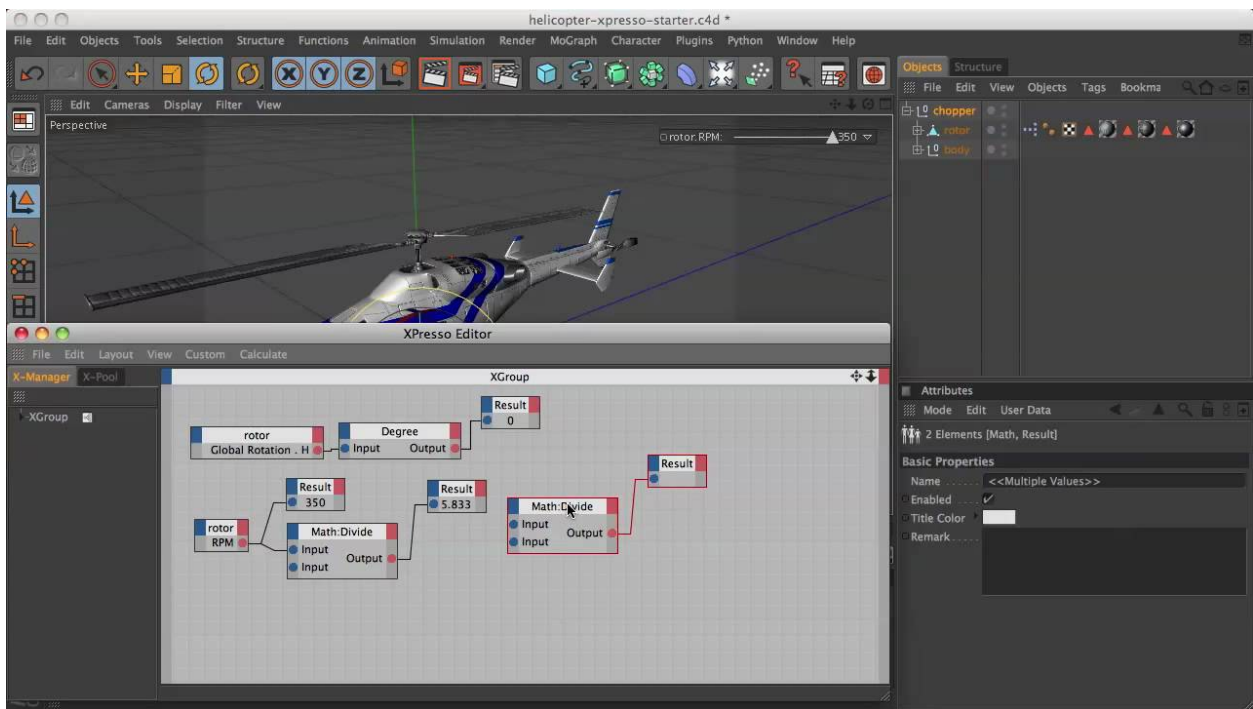 helicopter-xpresso-starter.c4d *
File Edit Objects Tools Selection Structure Functions Animation Simulation Render MoGraph Character Plugins Python Window Help
Edit Cameras Display Filter View
Perspective
rotor.RPM: 350
Objects Structure
File Edit View Objects Tags Bookma
chopper
rotor
body
XPresso Editor
File Edit Layout View Custom Calculate
X-Manager X-Pool
XGroup
XGroup
Result
0
rotor
Global Rotation . H
Degree
Input Output
Result
350
Result
5.833
rotor
RPM
Math:Divide
Input
Output
Input
Math:Divide
Input
Output
Input
Result
Attributes
Mode Edit User Data
2 Elements [Math, Result]
Basic Properties
Name ...... <<Multiple Values>>
Enabled ....
Title Color
Remark.....